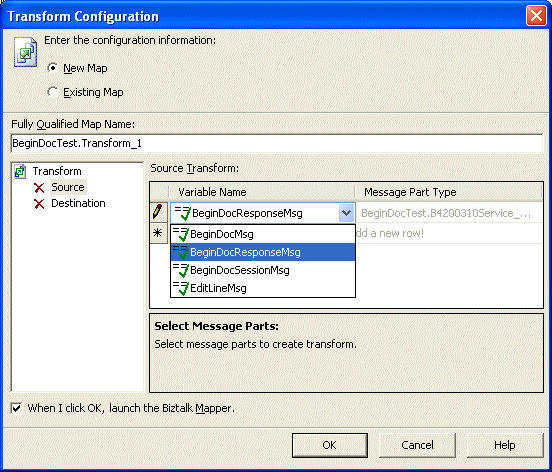 Transform Configuration
Enter the configuration information:
New Map
Existing Map
Fully Qualified Map Name:
BeginDocTest.Transform_1
Transform
Source
Destination
Source Transform:
Variable Name Message Part Type
BeginDocResponseMsg BeginDocTest.B4200310Service_...
BeginDocMsg dd a new row!
BeginDocResponseMsg
BeginDocSessionMsg
EditLineMsg
Select Message Parts:
Select message parts to create transform.
When I click OK, launch the Biztalk Mapper.
OK Cancel Help